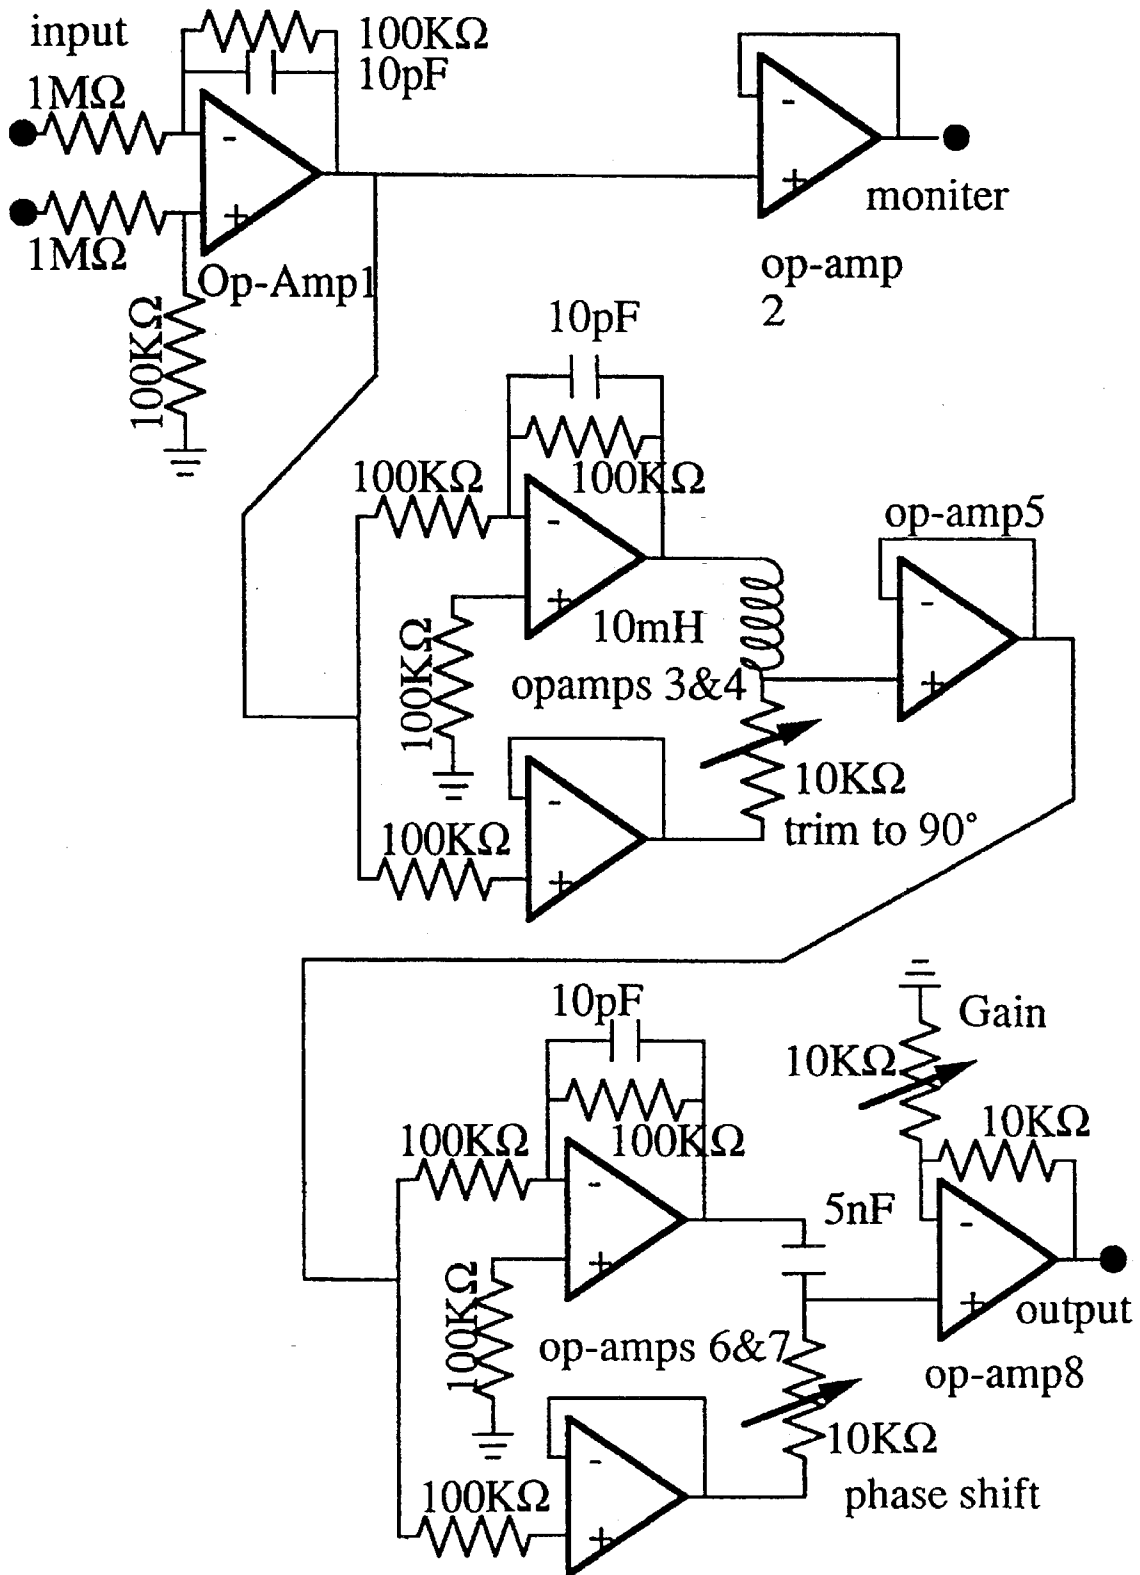 input
100KΩ
10pF
1MΩ
-
+
1MΩ
Op-Amp1
100KΩ
-
+
moniter
op-amp
2
10pF
100KΩ
100KΩ
-
+
100KΩ
10mH
opamps 3&4
op-amp5
-
+
10KΩ
trim to 90°
-
100KΩ
+
10pF
100KΩ
100KΩ
-
+
100KΩ
op-amps 6&7
5nF
Gain
10KΩ
10KΩ
-
+
output
op-amp8
10KΩ
phase shift
-
100KΩ
+